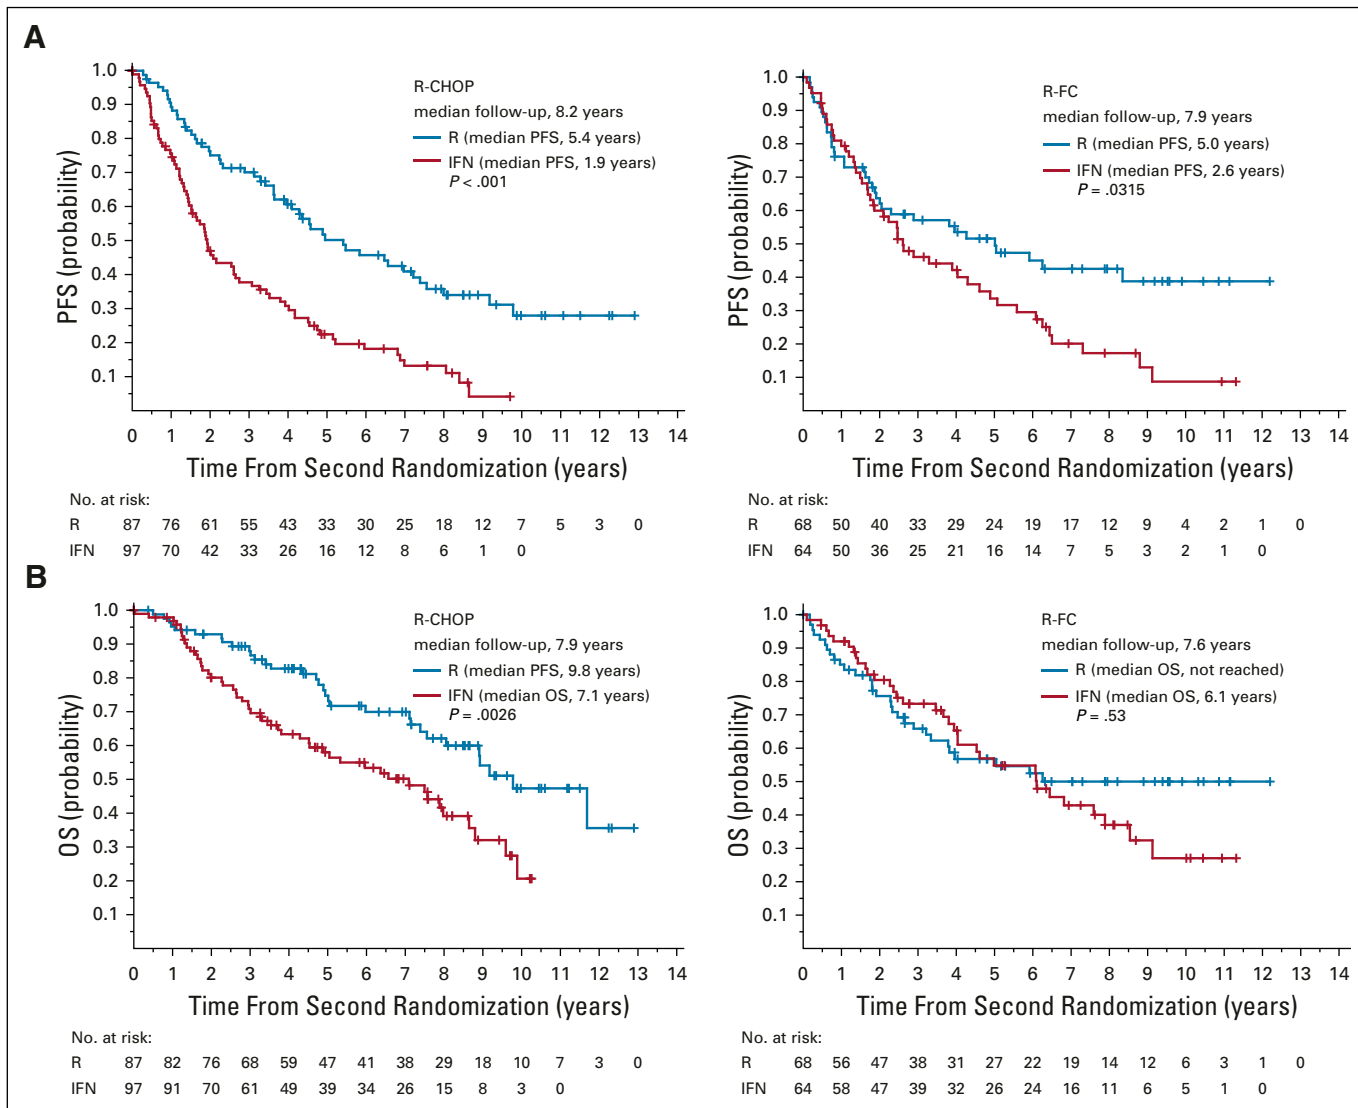 A
R-CHOP
median follow-up, 8.2 years
R (median PFS, 5.4 years)
IFN (median PFS, 1.9 years)
P < .001
PFS (probability)
1.0
0.9
0.8
0.7
0.6
0.5
0.4
0.3
0.2
0.1
0 1 2 3 4 5 6 7 8 9 10 11 12 13 14
Time From Second Randomization (years)
No. at risk:
R 87 76 61 55 43 33 30 25 18 12 7 5 3 0
IFN 97 70 42 33 26 16 12 8 6 1 0
R-FC
median follow-up, 7.9 years
R (median PFS, 5.0 years)
IFN (median PFS, 2.6 years)
P = .0315
PFS (probability)
1.0
0.9
0.8
0.7
0.6
0.5
0.4
0.3
0.2
0.1
0 1 2 3 4 5 6 7 8 9 10 11 12 13 14
Time From Second Randomization (years)
No. at risk:
R 68 50 40 33 29 24 19 17 12 9 4 2 1 0
IFN 64 50 36 25 21 16 14 7 5 3 2 1 0
B
R-CHOP
median follow-up, 7.9 years
R (median PFS, 9.8 years)
IFN (median OS, 7.1 years)
P = .0026
OS (probability)
1.0
0.9
0.8
0.7
0.6
0.5
0.4
0.3
0.2
0.1
0 1 2 3 4 5 6 7 8 9 10 11 12 13 14
Time From Second Randomization (years)
No. at risk:
R 87 82 76 68 59 47 41 38 29 18 10 7 3 0
IFN 97 91 70 61 49 39 34 26 15 8 3 0
R-FC
median follow-up, 7.6 years
R (median OS, not reached)
IFN (median OS, 6.1 years)
P = .53
OS (probability)
1.0
0.9
0.8
0.7
0.6
0.5
0.4
0.3
0.2
0.1
0 1 2 3 4 5 6 7 8 9 10 11 12 13 14
Time From Second Randomization (years)
No. at risk:
R 68 56 47 38 31 27 22 19 14 12 6 3 1 0
IFN 64 58 47 39 32 26 24 16 11 6 5 1 0